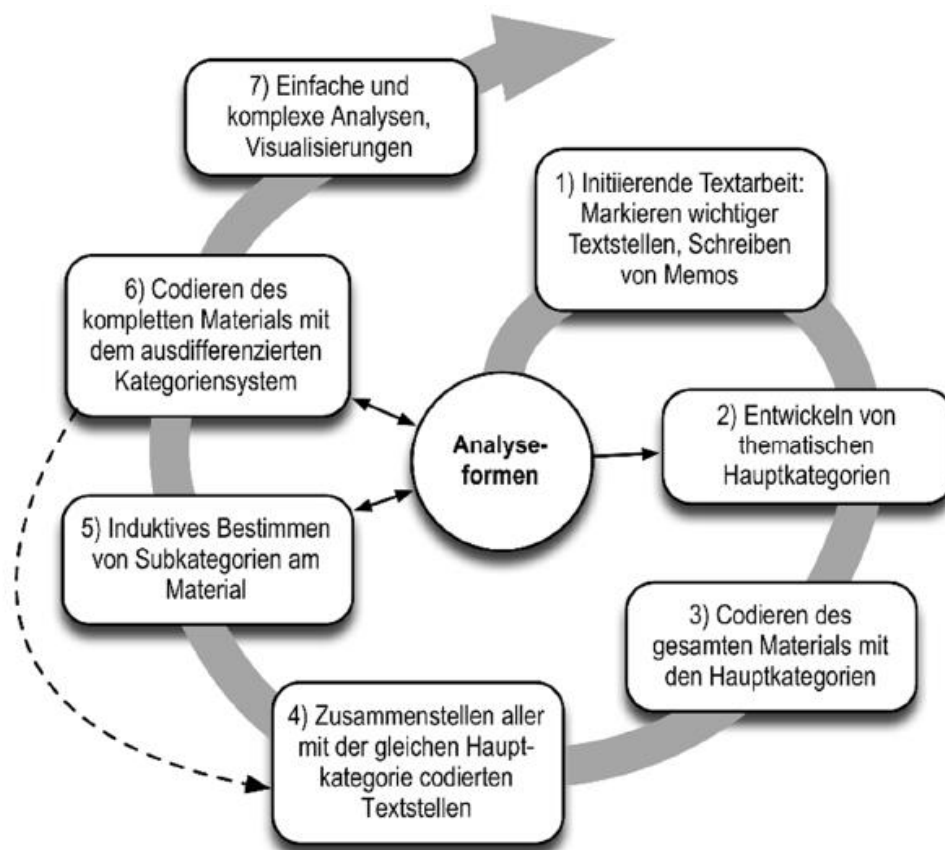 7) Einfache und
komplexe Analysen,
Visualisierungen
1) Initiierende Textarbeit:
Markieren wichtiger
Textstellen, Schreiben
von Memos
6) Codieren des
kompletten Materials mit
dem ausdifferenzierten
Kategoriensystem
Analyse-
formen
2) Entwickeln von
thematischen
Hauptkategorien
5) Induktives Bestimmen
von Subkategorien am
Material
3) Codieren des
gesamten Materials mit
den Hauptkategorien
4) Zusammenstellen aller
mit der gleichen Haupt-
kategorie codierten
Textstellen